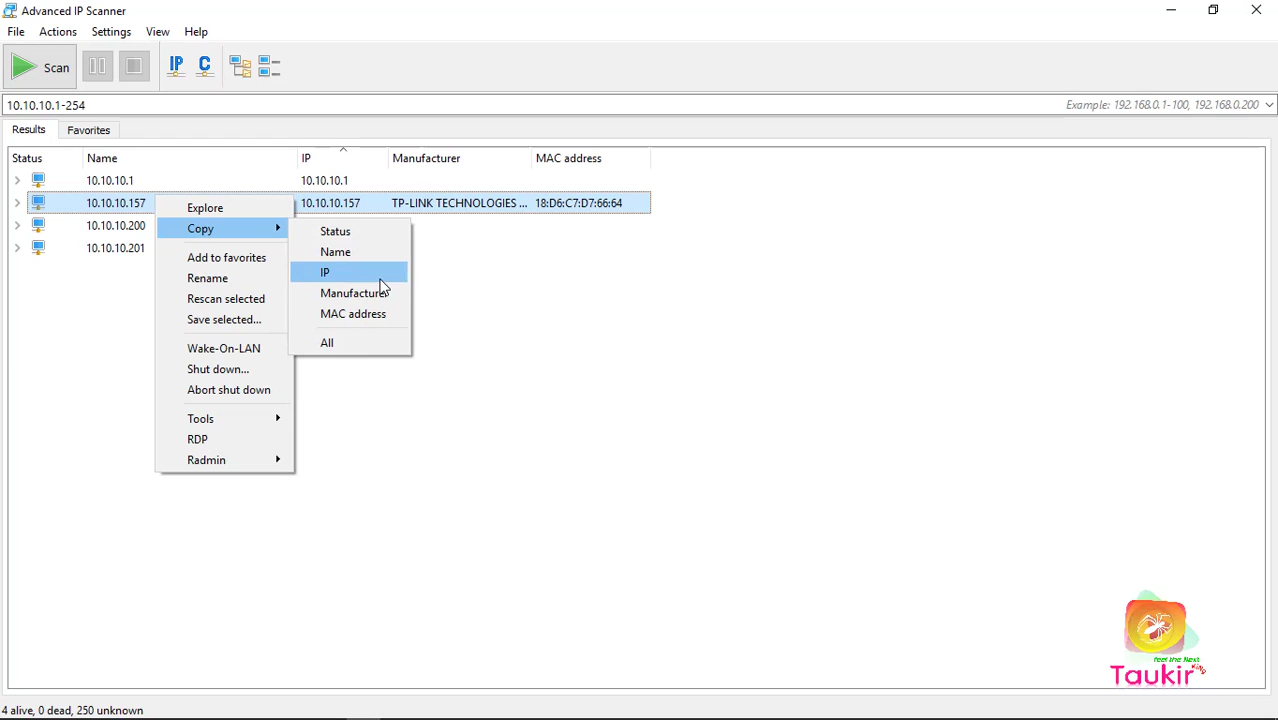 Advanced IP Scanner
File Actions Settings View Help
Scan IP C
10.10.10.1-254 Example: 192.168.0.1-100, 192.168.0.200
Results Favorites
Status Name IP Manufacturer MAC address
10.10.10.1 10.10.10.1
10.10.10.157 10.10.10.157 TP-LINK TECHNOLOGIES ... 18:D6:C7:D7:66:64
10.10.10.200
10.10.10.201
Explore
Copy
Add to favorites
Rename
Rescan selected
Save selected...
Wake-On-LAN
Shut down...
Abort shut down
Tools
RDP
Radmin
Status
Name
IP
Manufacturer
MAC address
All
feel the Next
Taukir King
4 alive, 0 dead, 250 unknown